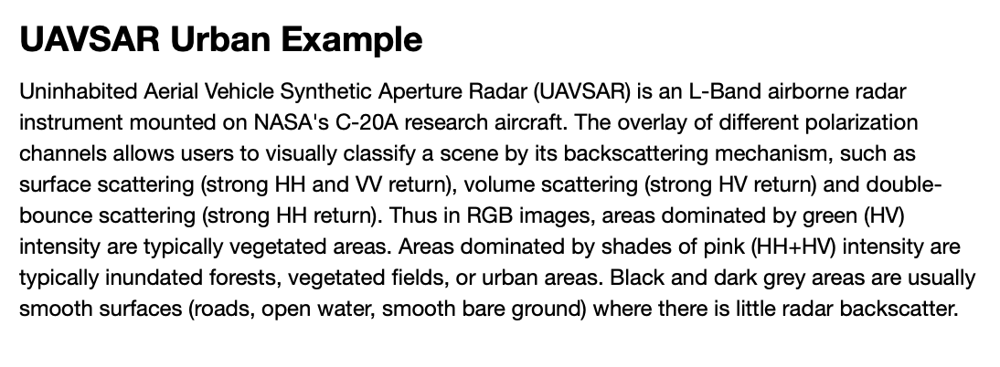 UAVSAR Urban Example
Uninhabited Aerial Vehicle Synthetic Aperture Radar (UAVSAR) is an L-Band airborne radar
instrument mounted on NASA's C-20A research aircraft. The overlay of different polarization
channels allows users to visually classify a scene by its backscattering mechanism, such as
surface scattering (strong HH and VV return), volume scattering (strong HV return) and double-
bounce scattering (strong HH return). Thus in RGB images, areas dominated by green (HV)
intensity are typically vegetated areas. Areas dominated by shades of pink (HH+HV) intensity are
typically inundated forests, vegetated fields, or urban areas. Black and dark grey areas are usually
smooth surfaces (roads, open water, smooth bare ground) where there is little radar backscatter.